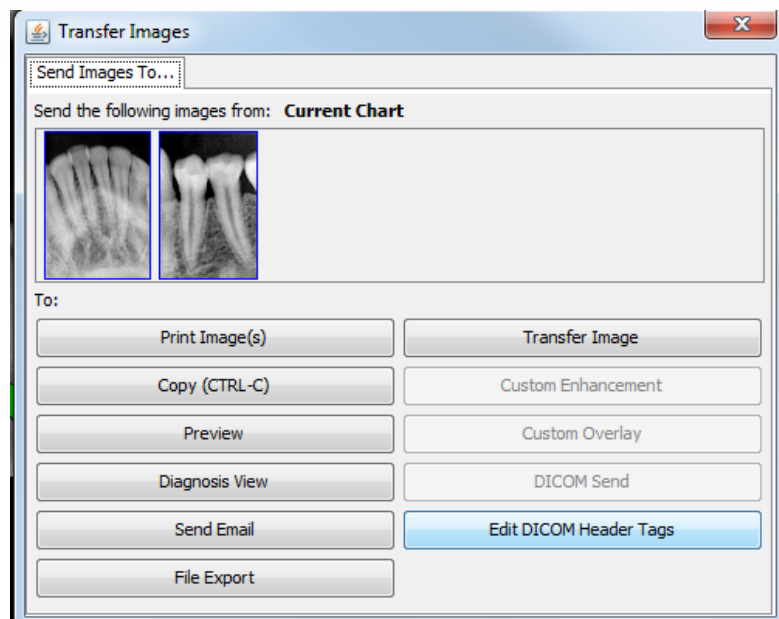 Transfer Images
Send Images To...
Send the following images from: Current Chart
To:
Print Image(s)
Transfer Image
Copy (CTRL-C)
Custom Enhancement
Preview
Custom Overlay
Diagnosis View
DICOM Send
Send Email
Edit DICOM Header Tags
File Export